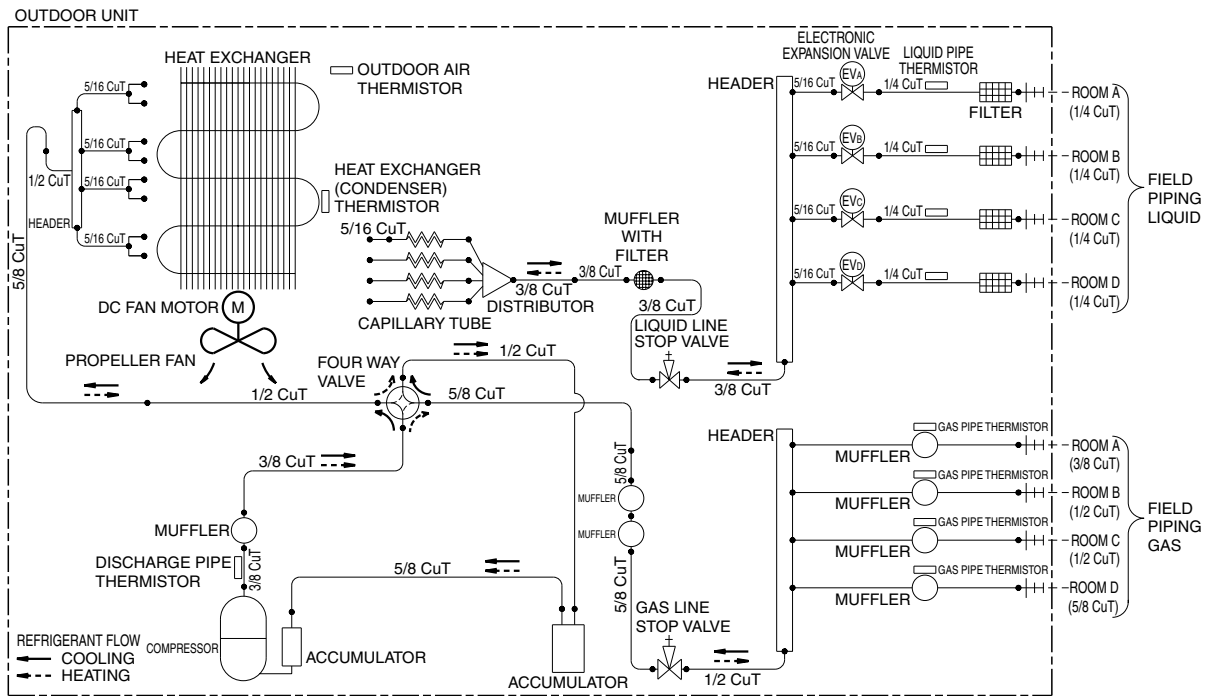 OUTDOOR UNIT
HEAT EXCHANGER
OUTDOOR AIR
THERMISTOR
5/16 CuT
5/16 CuT
5/16 CuT
5/16 CuT
1/2 CuT
HEADER
5/8 CuT
HEAT EXCHANGER
(CONDENSER)
THERMISTOR
5/16 CuT
CAPILLARY TUBE
3/8 CuT
DISTRIBUTOR
3/8 CuT
MUFFLER
WITH
FILTER
3/8 CuT
LIQUID LINE
STOP VALVE
3/8 CuT
HEADER
ELECTRONIC
EXPANSION VALVE
LIQUID PIPE
THERMISTOR
5/16 CuT
EVA
1/4 CuT
FILTER
ROOM A
(1/4 CuT)
5/16 CuT
EVB
1/4 CuT
ROOM B
(1/4 CuT)
5/16 CuT
EVC
1/4 CuT
ROOM C
(1/4 CuT)
5/16 CuT
EVD
1/4 CuT
ROOM D
(1/4 CuT)
FIELD
PIPING
LIQUID
DC FAN MOTOR
M
PROPELLER FAN
FOUR WAY
VALVE
1/2 CuT
1/2 CuT
5/8 CuT
3/8 CuT
MUFFLER
DISCHARGE PIPE
THERMISTOR
3/8 CuT
COMPRESSOR
ACCUMULATOR
5/8 CuT
ACCUMULATOR
5/8 CuT
MUFFLER
MUFFLER
5/8 CuT
GAS LINE
STOP VALVE
1/2 CuT
HEADER
GAS PIPE THERMISTOR
MUFFLER
ROOM A
(3/8 CuT)
GAS PIPE THERMISTOR
MUFFLER
ROOM B
(1/2 CuT)
GAS PIPE THERMISTOR
MUFFLER
ROOM C
(1/2 CuT)
GAS PIPE THERMISTOR
MUFFLER
ROOM D
(5/8 CuT)
FIELD
PIPING
GAS
REFRIGERANT FLOW
COOLING
HEATING